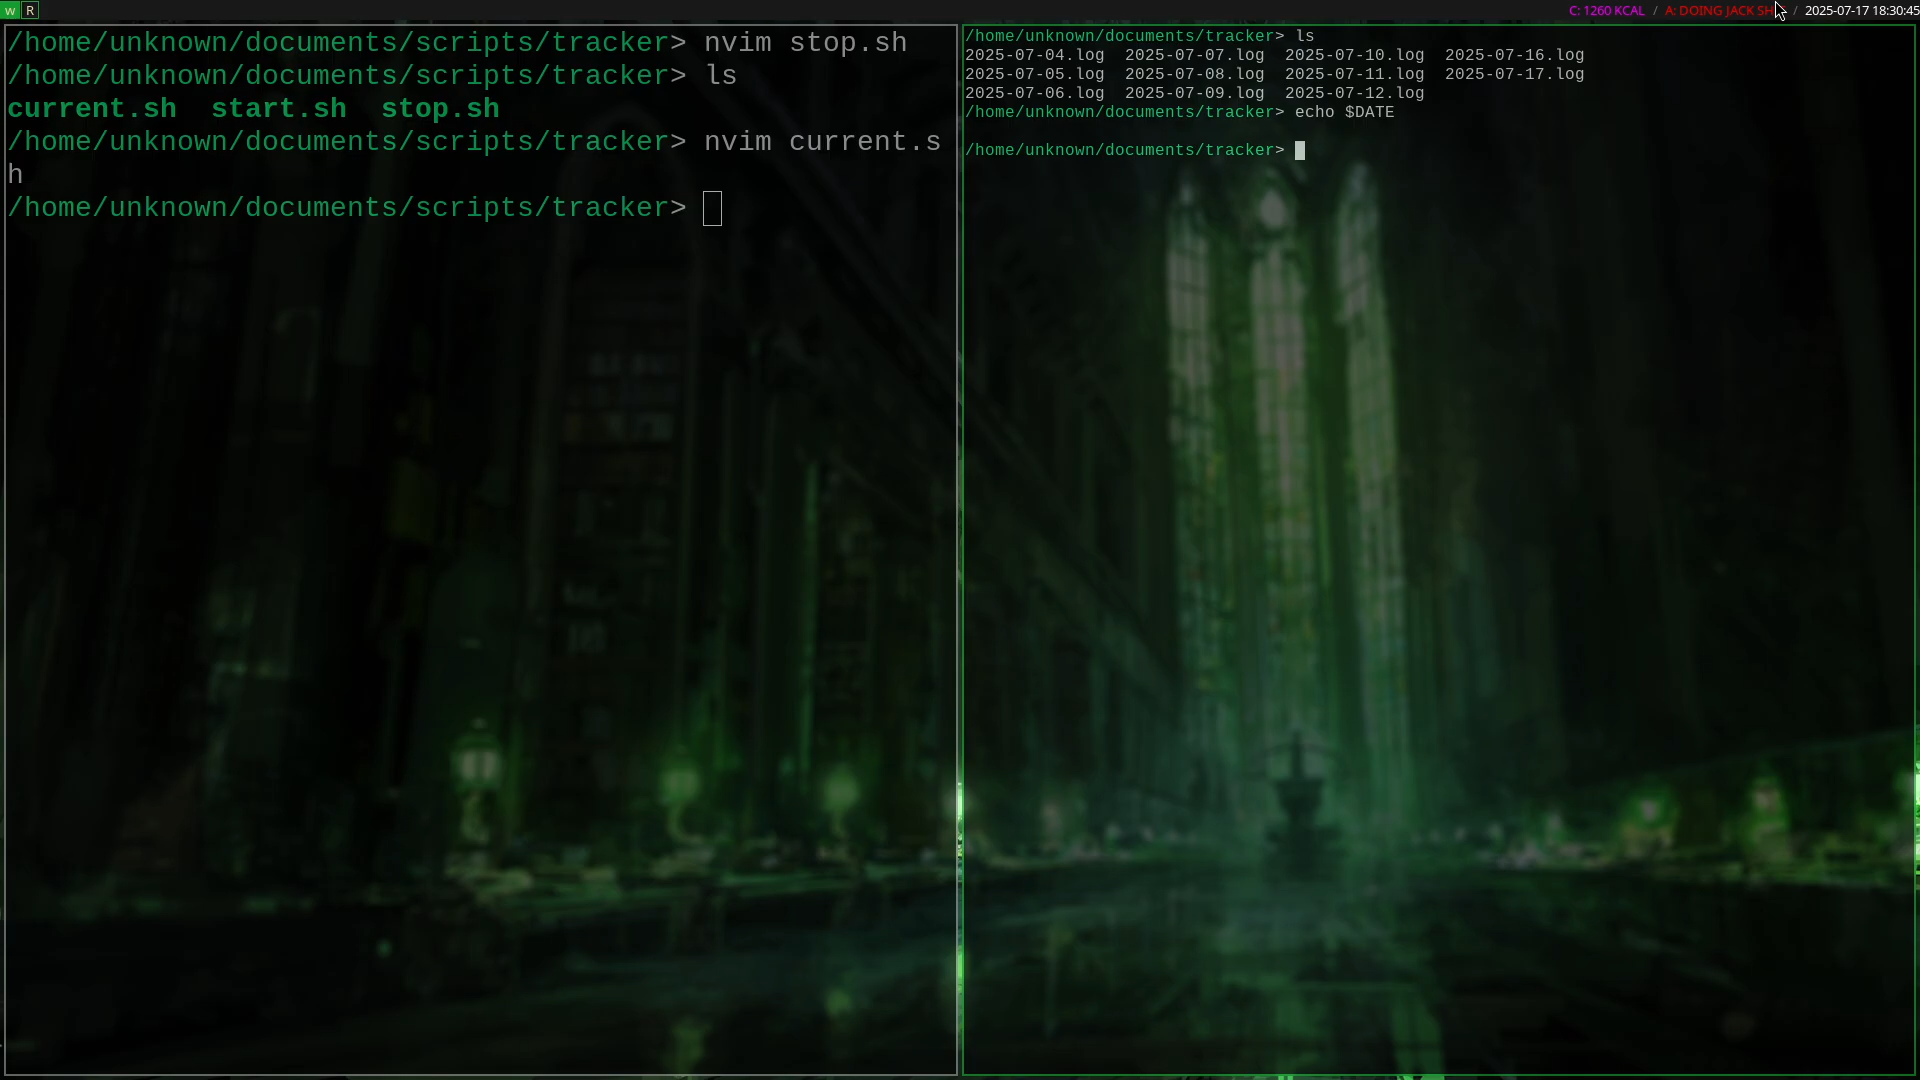 w R
C: 1260 KCAL / A: DOING JACK / 2025-07-17 18:30:45
/home/unknown/documents/scripts/tracker> nvim stop.sh
/home/unknown/documents/scripts/tracker> ls
current.sh  start.sh  stop.sh
/home/unknown/documents/scripts/tracker> nvim current.s
h
/home/unknown/documents/scripts/tracker>
/home/unknown/documents/tracker> ls
2025-07-04.log  2025-07-07.log  2025-07-10.log  2025-07-16.log
2025-07-05.log  2025-07-08.log  2025-07-11.log  2025-07-17.log
2025-07-06.log  2025-07-09.log  2025-07-12.log
/home/unknown/documents/tracker> echo $DATE
/home/unknown/documents/tracker>